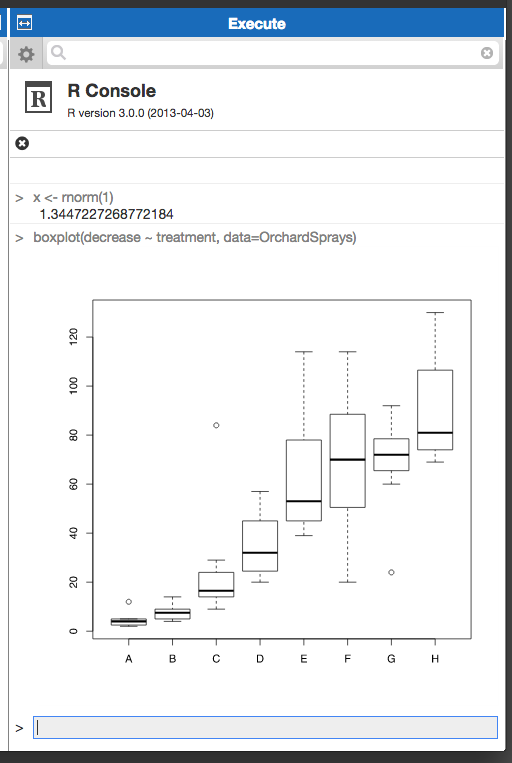 Execute
R
R Console
R version 3.0.0 (2013-04-03)
> x <- rnorm(1)
1.3447227268772184
> boxplot(decrease ~ treatment, data=OrchardSprays)
120
100
80
60
40
20
0
A B C D E F G H
>